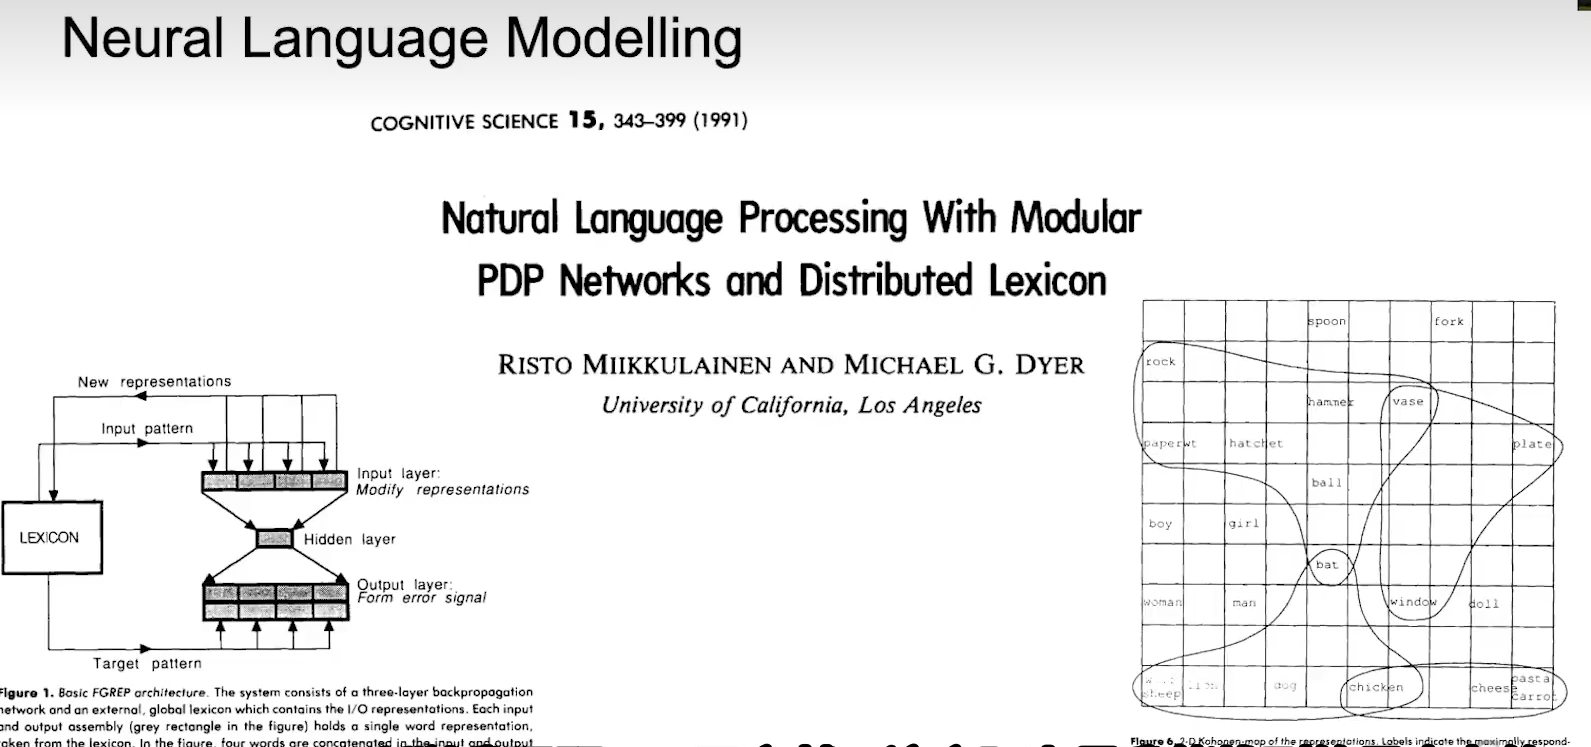 Neural Language Modelling
COGNITIVE SCIENCE 15, 343–399 (1991)
Natural Language Processing With Modular
PDP Networks and Distributed Lexicon
RISTO MIIKKULAINEN AND MICHAEL G. DYER
University of California, Los Angeles
New representations
Input pattern
Input layer:
Modify representations
LEXICON
Hidden layer
Output layer:
Form error signal
Target pattern
Figure 1. Basic FGREP architecture. The system consists of a three-layer backpropagation
network and an external, global lexicon which contains the I/O representations. Each input
and output assembly (grey rectangle in the figure) holds a single word representation,
taken from the lexicon. In the figure, four words are concatenated in the input and output
spoon fork
rock
hammer vase
paperwt hatchet plate
ball
boy girl
bat
woman man window doll
sheep lion dog chicken cheese pasta
carrot
Figure 6. 2-D Kohonen-map of the representations. Labels indicate the maximally respond-